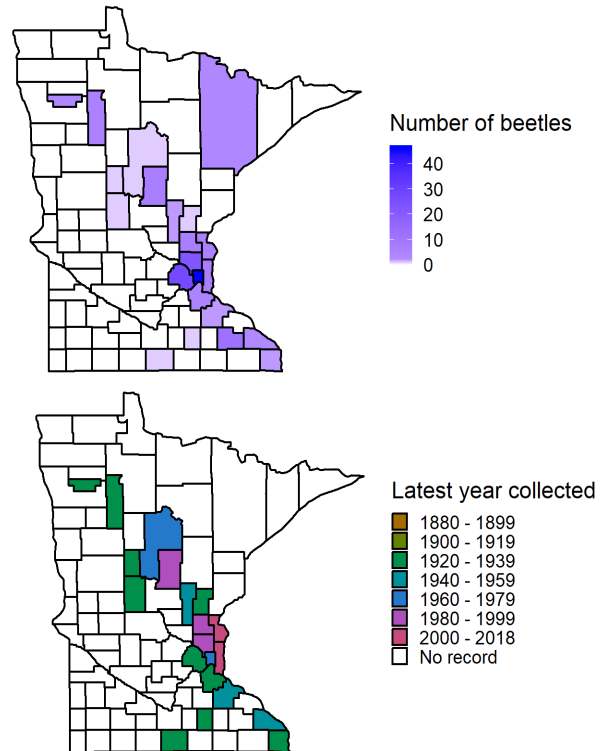 Number of beetles
40
30
20
10
0
Latest year collected
1880 - 1899
1900 - 1919
1920 - 1939
1940 - 1959
1960 - 1979
1980 - 1999
2000 - 2018
No record